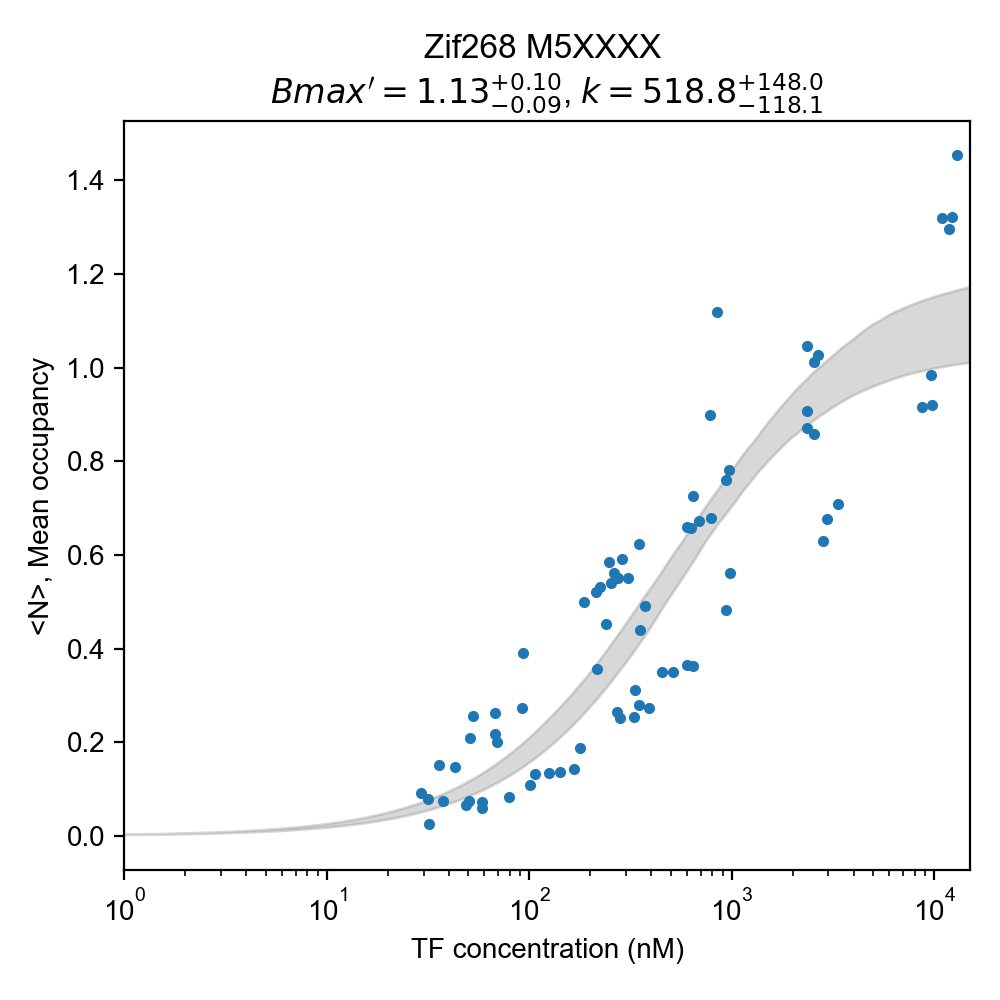 Zif268 M5XXXX
Bmax′ = 1.13 +0.10 −0.09, k = 518.8 +148.0 −118.1
1.4
1.2
1.0
0.8
0.6
0.4
0.2
0.0
<N>, Mean occupancy
10^0 10^1 10^2 10^3 10^4
TF concentration (nM)